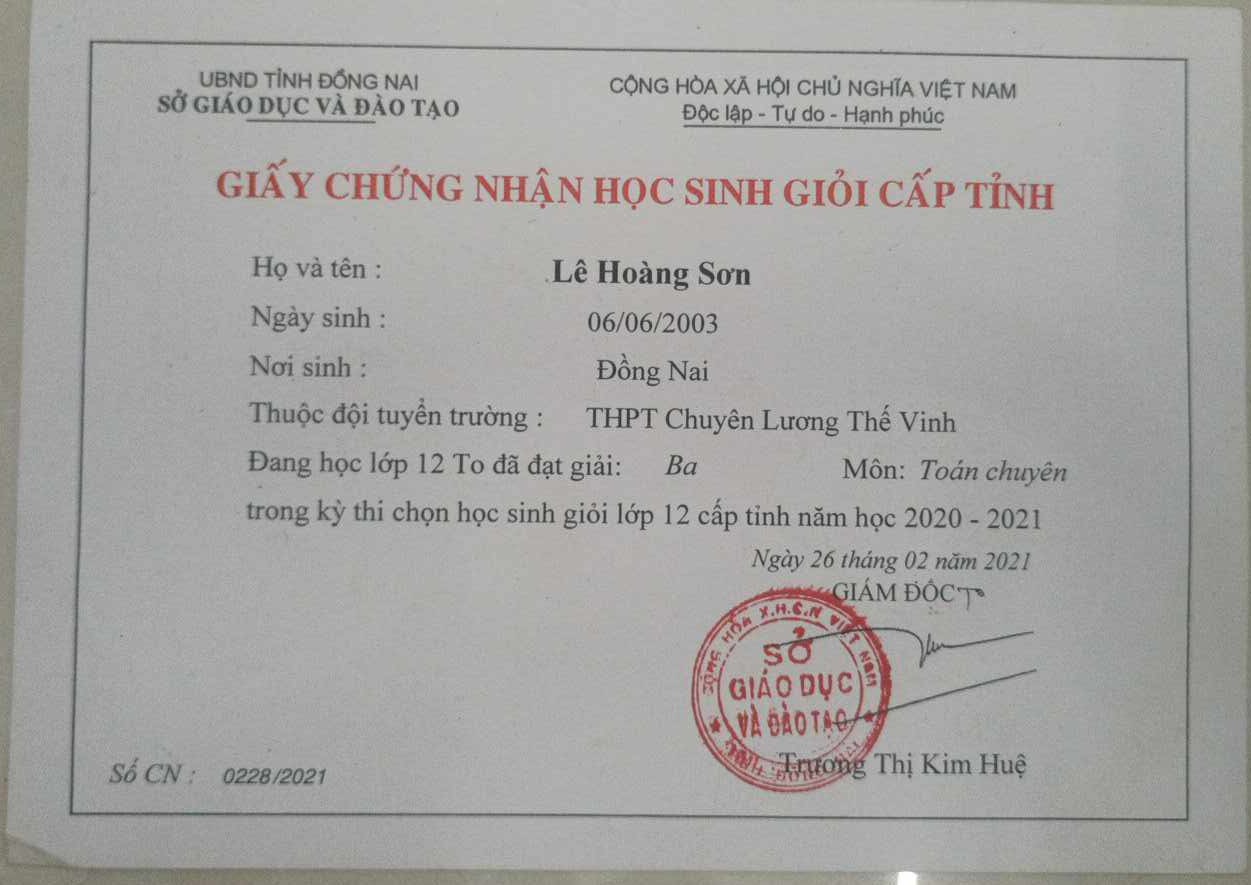 UBND TỈNH ĐỒNG NAI
SỞ GIÁO DỤC VÀ ĐÀO TẠO
CỘNG HÒA XÃ HỘI CHỦ NGHĨA VIỆT NAM
Độc lập - Tự do - Hạnh phúc
GIẤY CHỨNG NHẬN HỌC SINH GIỎI CẤP TỈNH
Họ và tên : Lê Hoàng Sơn
Ngày sinh : 06/06/2003
Nơi sinh : Đồng Nai
Thuộc đội tuyển trường : THPT Chuyên Lương Thế Vinh
Đang học lớp 12 To đã đạt giải: Ba Môn: Toán chuyên
trong kỳ thi chọn học sinh giỏi lớp 12 cấp tỉnh năm học 2020 - 2021
Ngày 26 tháng 02 năm 2021
GIÁM ĐỐC
CỘNG HÒA X.H.C.N VIỆT NAM
SỞ
GIÁO DỤC
VÀ ĐÀO TẠO
TỈNH ĐỒNG NAI
Trương Thị Kim Huệ
Số CN : 0228/2021